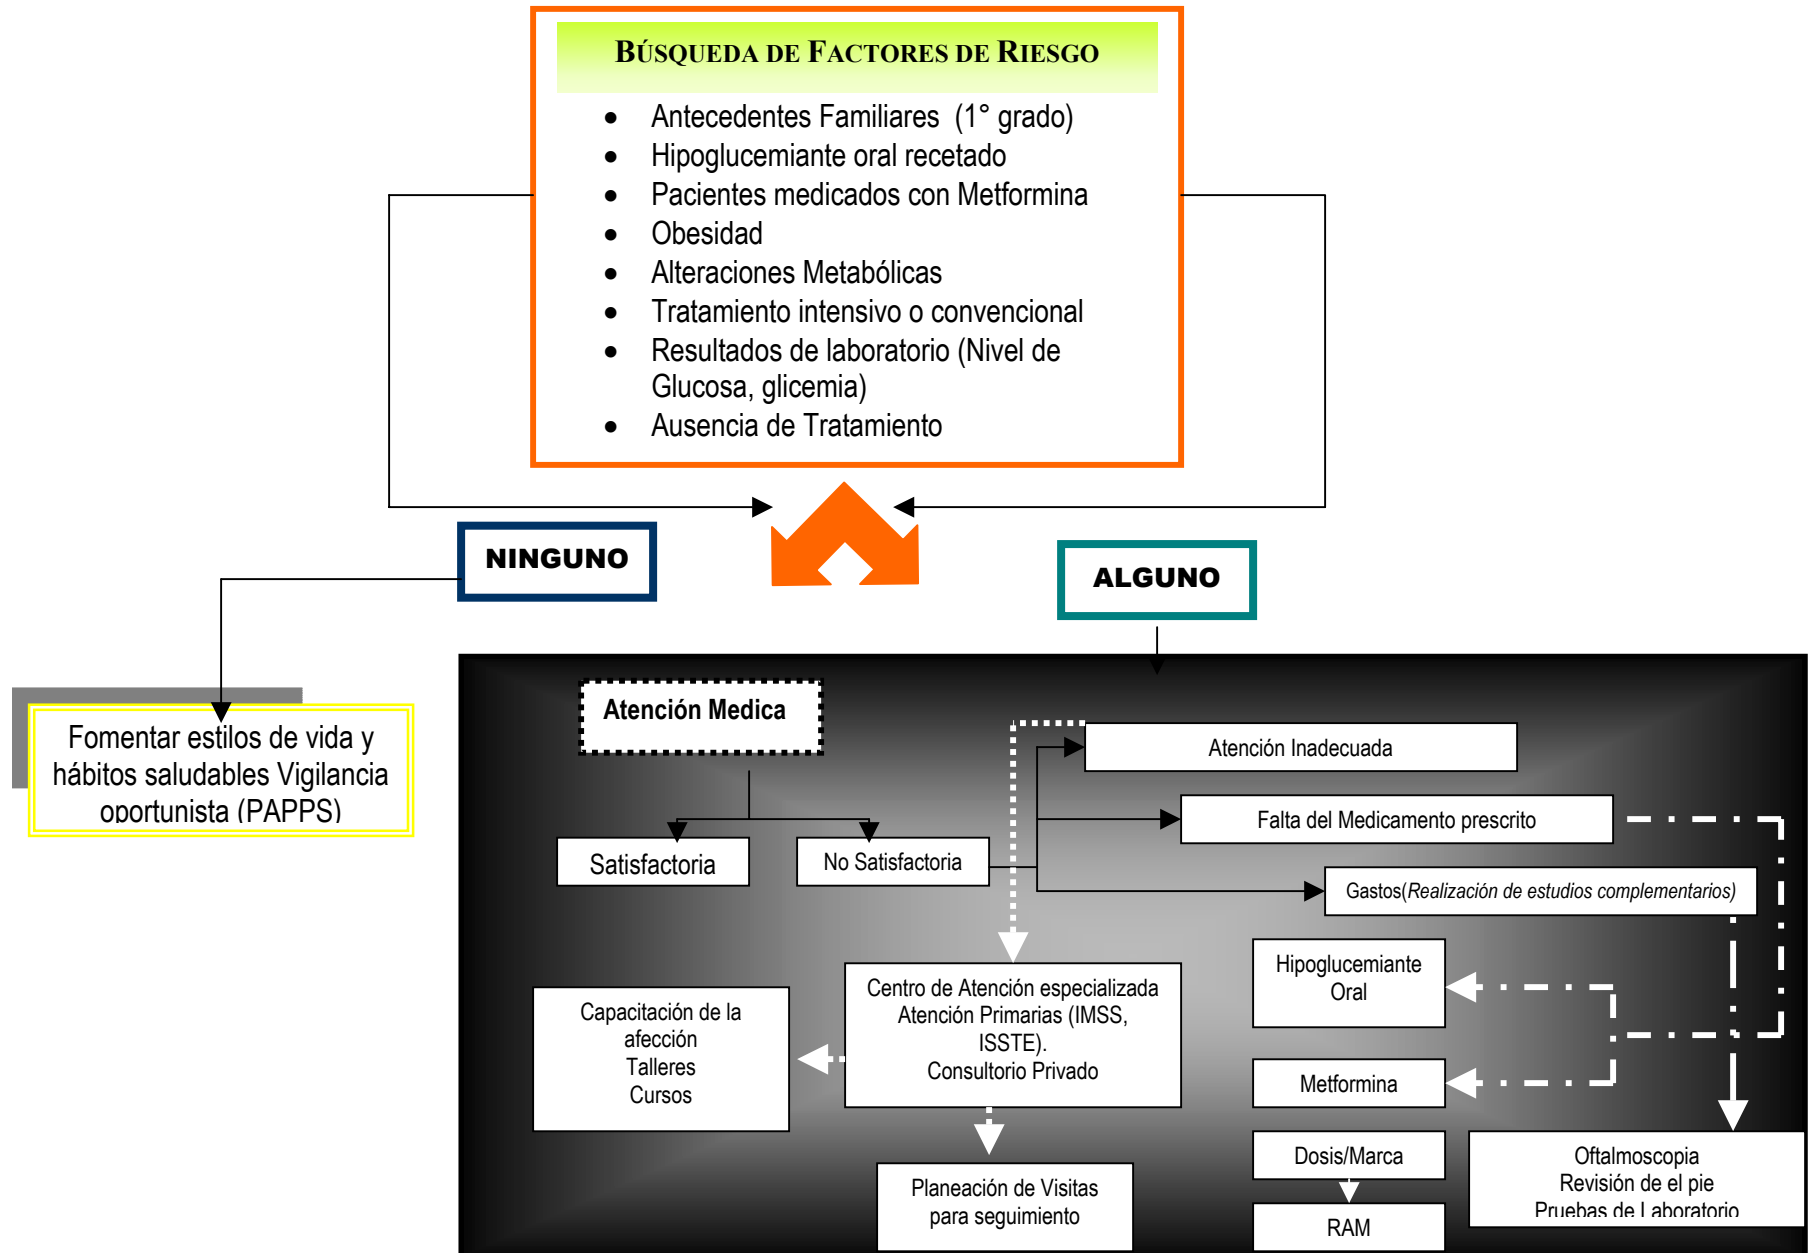 BÚSQUEDA DE FACTORES DE RIESGO
• Antecedentes Familiares (1° grado)
• Hipoglucemiante oral recetado
• Pacientes medicados con Metformina
• Obesidad
• Alteraciones Metabólicas
• Tratamiento intensivo o convencional
• Resultados de laboratorio (Nivel de
Glucosa, glicemia)
• Ausencia de Tratamiento
NINGUNO
ALGUNO
Fomentar estilos de vida y
hábitos saludables Vigilancia
oportunista (PAPPS)
Atención Medica
Atención Inadecuada
Falta del Medicamento prescrito
Satisfactoria
No Satisfactoria
Gastos(Realización de estudios complementarios)
Capacitación de la
afección
Talleres
Cursos
Centro de Atención especializada
Atención Primarias (IMSS,
ISSTE).
Consultorio Privado
Hipoglucemiante
Oral
Metformina
Dosis/Marca
RAM
Planeación de Visitas
para seguimiento
Oftalmoscopia
Revisión de el pie
Pruebas de Laboratorio